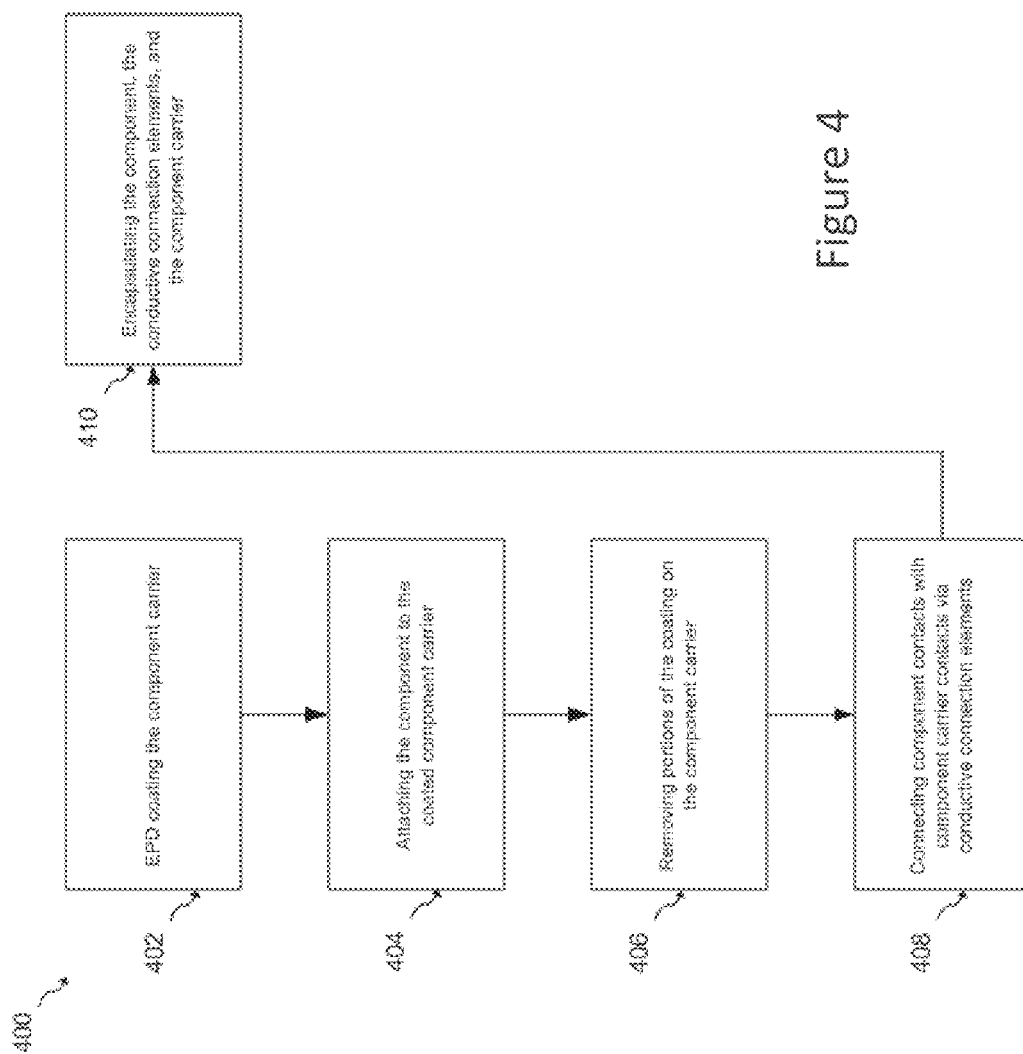 400
402
EPD coating the component carrier
404
Attaching the component to the
coated component carrier
406
Removing portions of the coating on
the component carrier
408
Connecting component contacts with
component carrier contacts via
conductive connection elements
410
Encapsulating the component, the
conductive connection elements, and
the component carrier
Figure 4